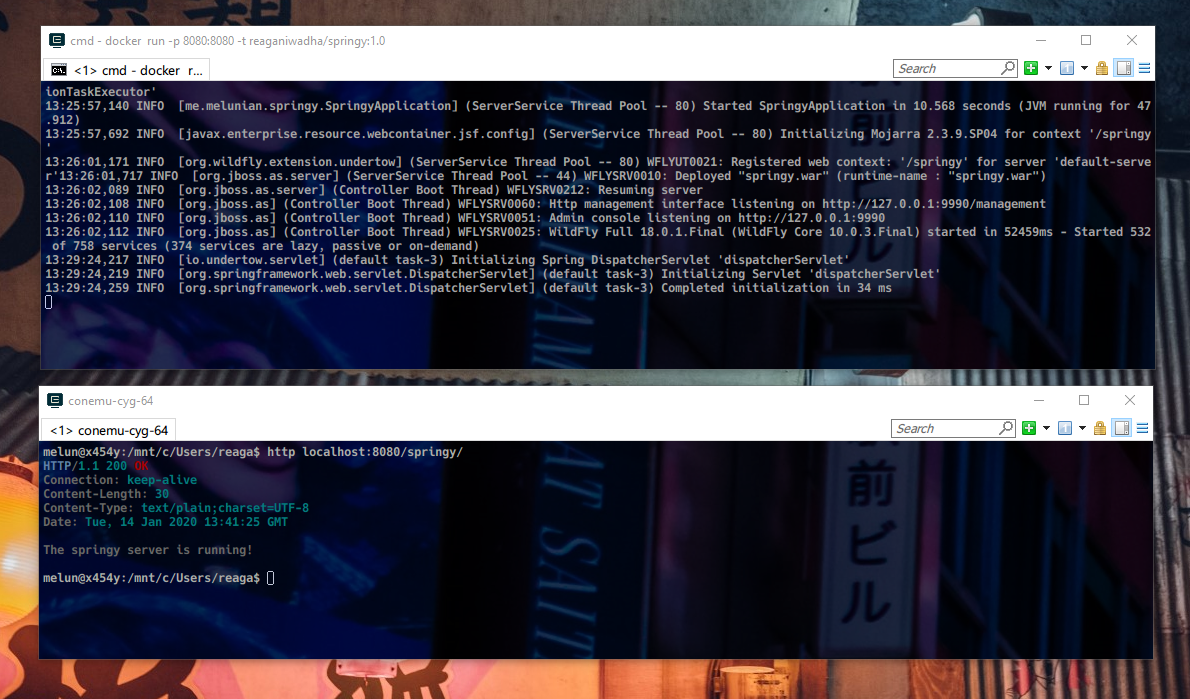 cmd - docker  run -p 8080:8080 -t reaganiwadha/springy:1.0
<1> cmd - docker  r...
Search
ionTaskExecutor'
13:25:57,140 INFO  [me.melunian.springy.SpringyApplication] (ServerService Thread Pool -- 80) Started SpringyApplication in 10.568 seconds (JVM running for 47
.912)
13:25:57,692 INFO  [javax.enterprise.resource.webcontainer.jsf.config] (ServerService Thread Pool -- 80) Initializing Mojarra 2.3.9.SP04 for context '/springy
'
13:26:01,171 INFO  [org.wildfly.extension.undertow] (ServerService Thread Pool -- 80) WFLYUT0021: Registered web context: '/springy' for server 'default-serve
r'13:26:01,717 INFO  [org.jboss.as.server] (ServerService Thread Pool -- 44) WFLYSRV0010: Deployed "springy.war" (runtime-name : "springy.war")
13:26:02,089 INFO  [org.jboss.as.server] (Controller Boot Thread) WFLYSRV0212: Resuming server
13:26:02,108 INFO  [org.jboss.as] (Controller Boot Thread) WFLYSRV0060: Http management interface listening on http://127.0.0.1:9990/management
13:26:02,110 INFO  [org.jboss.as] (Controller Boot Thread) WFLYSRV0051: Admin console listening on http://127.0.0.1:9990
13:26:02,112 INFO  [org.jboss.as] (Controller Boot Thread) WFLYSRV0025: WildFly Full 18.0.1.Final (WildFly Core 10.0.3.Final) started in 52459ms - Started 532
 of 758 services (374 services are lazy, passive or on-demand)
13:29:24,217 INFO  [io.undertow.servlet] (default task-3) Initializing Spring DispatcherServlet 'dispatcherServlet'
13:29:24,219 INFO  [org.springframework.web.servlet.DispatcherServlet] (default task-3) Initializing Servlet 'dispatcherServlet'
13:29:24,259 INFO  [org.springframework.web.servlet.DispatcherServlet] (default task-3) Completed initialization in 34 ms
前ビル
conemu-cyg-64
<1> conemu-cyg-64
Search
melun@x454y:/mnt/c/Users/reaga$ http localhost:8080/springy/
HTTP/1.1 200 OK
Connection: keep-alive
Content-Length: 30
Content-Type: text/plain;charset=UTF-8
Date: Tue, 14 Jan 2020 13:41:25 GMT
The springy server is running!
melun@x454y:/mnt/c/Users/reaga$
前ビル